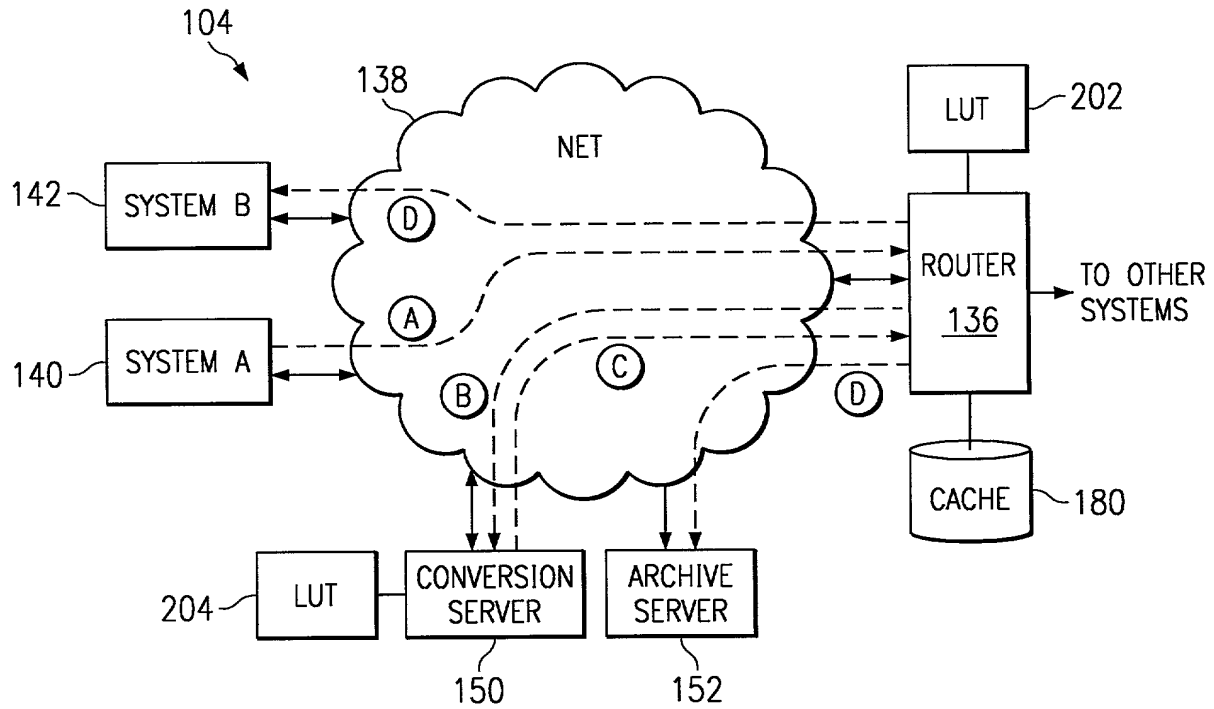 104
138
NET
LUT
202
142
SYSTEM B
D
ROUTER
136
TO OTHER
SYSTEMS
A
140
SYSTEM A
B
C
D
CACHE
180
204
LUT
CONVERSION
SERVER
ARCHIVE
SERVER
150
152